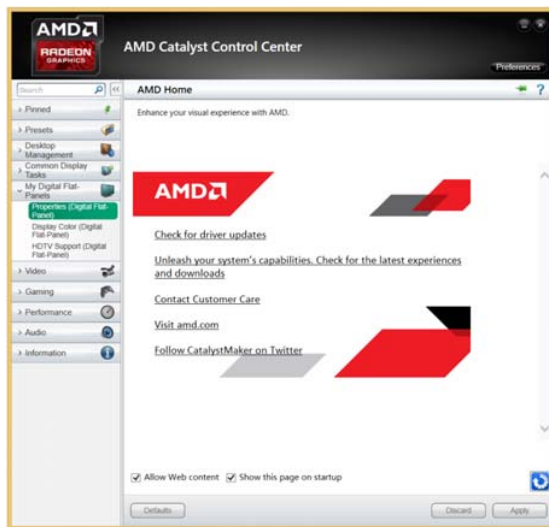 AMD
RADEON
GRAPHICS
AMD Catalyst Control Center
Preferences
Search
AMD Home
Pinned
Presets
Desktop
Management
Common Display
Tasks
My Digital Flat-
Panels
Properties (Digital Flat-
Panel)
Display Color (Digital
Flat-Panel)
HDTV Support (Digital
Flat-Panel)
Video
Gaming
Performance
Audio
Information
Enhance your visual experience with AMD.
AMD
Check for driver updates
Unleash your system's capabilities. Check for the latest experiences
and downloads
Contact Customer Care
Visit amd.com
Follow CatalystMaker on Twitter
Allow Web content
Show this page on startup
Defaults
Discard
Apply